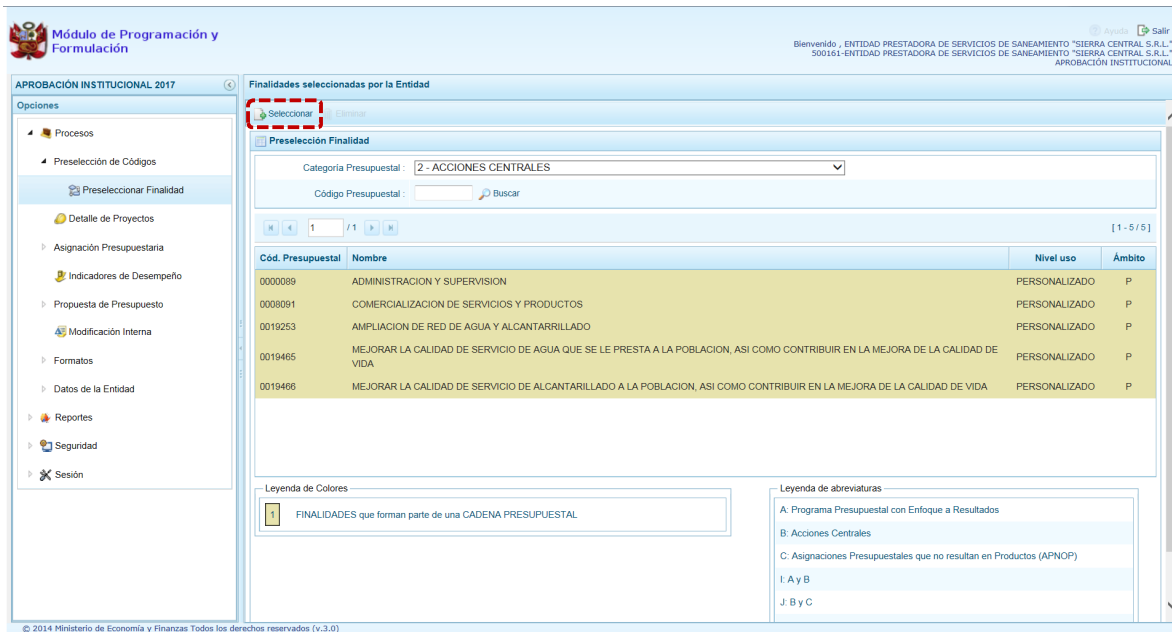 Módulo de Programación y
Formulación
Ayuda Salir
Bienvenido , ENTIDAD PRESTADORA DE SERVICIOS DE SANEAMIENTO "SIERRA CENTRAL S.R.L."
500161-ENTIDAD PRESTADORA DE SERVICIOS DE SANEAMIENTO "SIERRA CENTRAL S.R.L."
APROBACIÓN INSTITUCIONAL
APROBACIÓN INSTITUCIONAL 2017
Opciones
Procesos
Preselección de Códigos
Preseleccionar Finalidad
Detalle de Proyectos
Asignación Presupuestaria
Indicadores de Desempeño
Propuesta de Presupuesto
Modificación Interna
Formatos
Datos de la Entidad
Reportes
Seguridad
Sesión
Finalidades seleccionadas por la Entidad
Seleccionar Eliminar
Preselección Finalidad
Categoría Presupuestal : 2 - ACCIONES CENTRALES
Código Presupuestal : Buscar
1 / 1 [ 1 - 5 / 5 ]
Cód. Presupuestal Nombre Nivel uso Ámbito
0000089 ADMINISTRACION Y SUPERVISION PERSONALIZADO P
0008091 COMERCIALIZACION DE SERVICIOS Y PRODUCTOS PERSONALIZADO P
0019253 AMPLIACION DE RED DE AGUA Y ALCANTARRILLADO PERSONALIZADO P
0019465 MEJORAR LA CALIDAD DE SERVICIO DE AGUA QUE SE LE PRESTA A LA POBLACION, ASI COMO CONTRIBUIR EN LA MEJORA DE LA CALIDAD DE VIDA PERSONALIZADO P
0019466 MEJORAR LA CALIDAD DE SERVICIO DE ALCANTARILLADO A LA POBLACION, ASI COMO CONTRIBUIR EN LA MEJORA DE LA CALIDAD DE VIDA PERSONALIZADO P
Leyenda de Colores
1 FINALIDADES que forman parte de una CADENA PRESUPUESTAL
Leyenda de abreviaturas
A: Programa Presupuestal con Enfoque a Resultados
B: Acciones Centrales
C: Asignaciones Presupuestales que no resultan en Productos (APNOP)
I: A y B
J: B y C
© 2014 Ministerio de Economía y Finanzas Todos los derechos reservados (v.3.0)